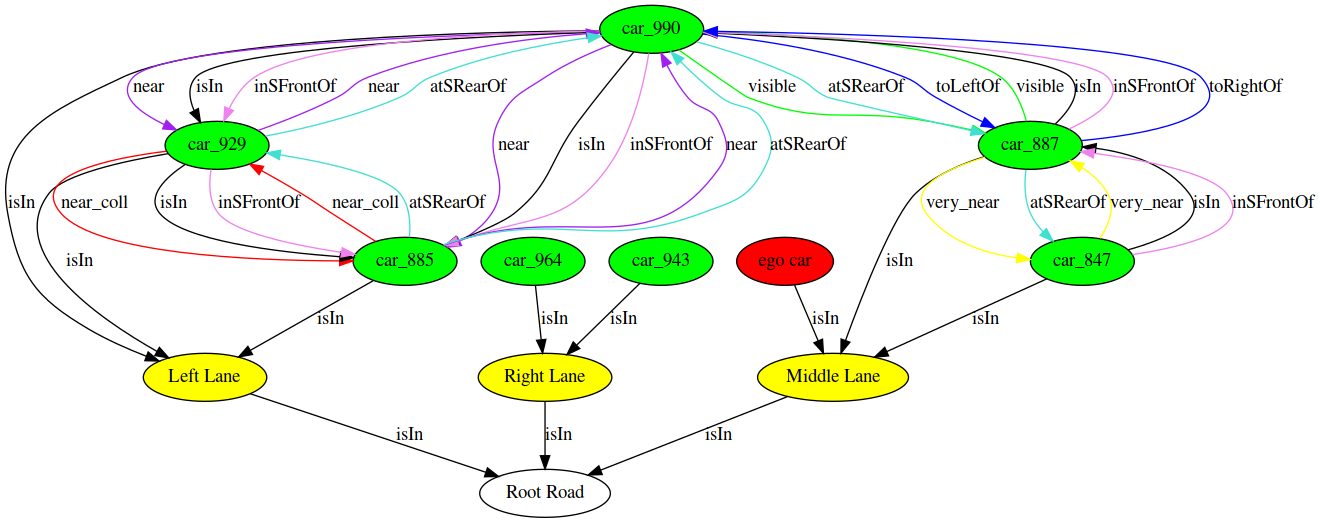 car_990
near
isIn
inSFrontOf
near
atSRearOf
visible
atSRearOf
toLeftOf
visible
isIn
inSFrontOf
toRightOf
car_929
near
isIn
inSFrontOf
near
atSRearOf
car_887
isIn
near_coll
isIn
inSFrontOf
near_coll
atSRearOf
very_near
atSRearOf
very_near
isIn
inSFrontOf
isIn
car_885
car_964
car_943
ego car
isIn
car_847
isIn
isIn
isIn
isIn
isIn
Left Lane
Right Lane
Middle Lane
isIn
isIn
isIn
Root Road